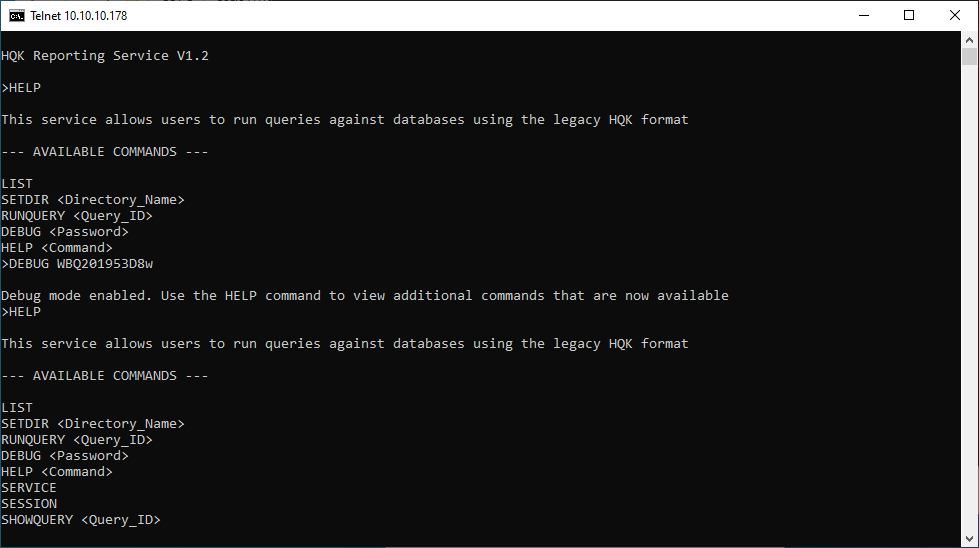 Telnet 10.10.10.178
HQK Reporting Service V1.2
>HELP
This service allows users to run queries against databases using the legacy HQK format
--- AVAILABLE COMMANDS ---
LIST
SETDIR <Directory_Name>
RUNQUERY <Query_ID>
DEBUG <Password>
HELP <Command>
>DEBUG WBQ201953D8w
Debug mode enabled. Use the HELP command to view additional commands that are now available
>HELP
This service allows users to run queries against databases using the legacy HQK format
--- AVAILABLE COMMANDS ---
LIST
SETDIR <Directory_Name>
RUNQUERY <Query_ID>
DEBUG <Password>
HELP <Command>
SERVICE
SESSION
SHOWQUERY <Query_ID>